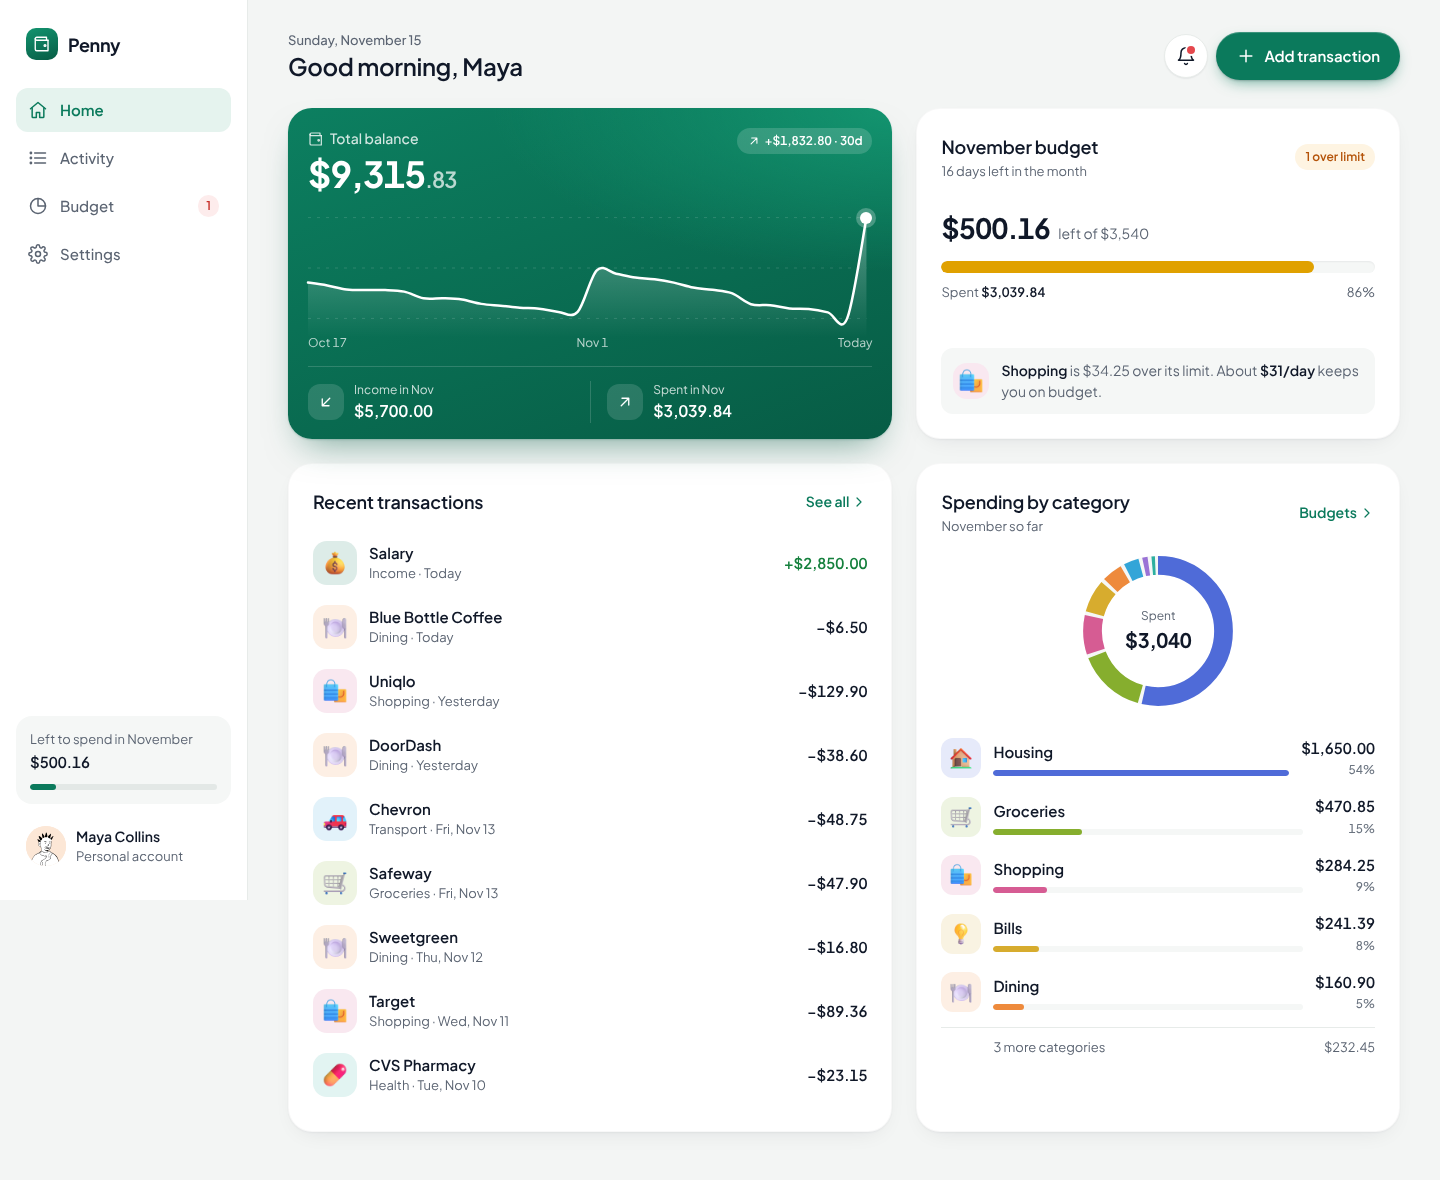 Penny
Home
Activity
Budget
1
Settings
Left to spend in November
$500.16
Maya Collins
Personal account
Sunday, November 15
Good morning, Maya
Add transaction
Total balance
+$1,832.80 · 30d
$9,315.83
Oct 17
Nov 1
Today
Income in Nov
$5,700.00
Spent in Nov
$3,039.84
November budget
16 days left in the month
1 over limit
$500.16 left of $3,540
Spent $3,039.84
86%
Shopping is $34.25 over its limit. About $31/day keeps
you on budget.
Recent transactions
See all
Salary
Income · Today
+$2,850.00
Blue Bottle Coffee
Dining · Today
−$6.50
Uniqlo
Shopping · Yesterday
−$129.90
DoorDash
Dining · Yesterday
−$38.60
Chevron
Transport · Fri, Nov 13
−$48.75
Safeway
Groceries · Fri, Nov 13
−$47.90
Sweetgreen
Dining · Thu, Nov 12
−$16.80
Target
Shopping · Wed, Nov 11
−$89.36
CVS Pharmacy
Health · Tue, Nov 10
−$23.15
Spending by category
November so far
Budgets
Spent
$3,040
Housing
$1,650.00
54%
Groceries
$470.85
15%
Shopping
$284.25
9%
Bills
$241.39
8%
Dining
$160.90
5%
3 more categories
$232.45